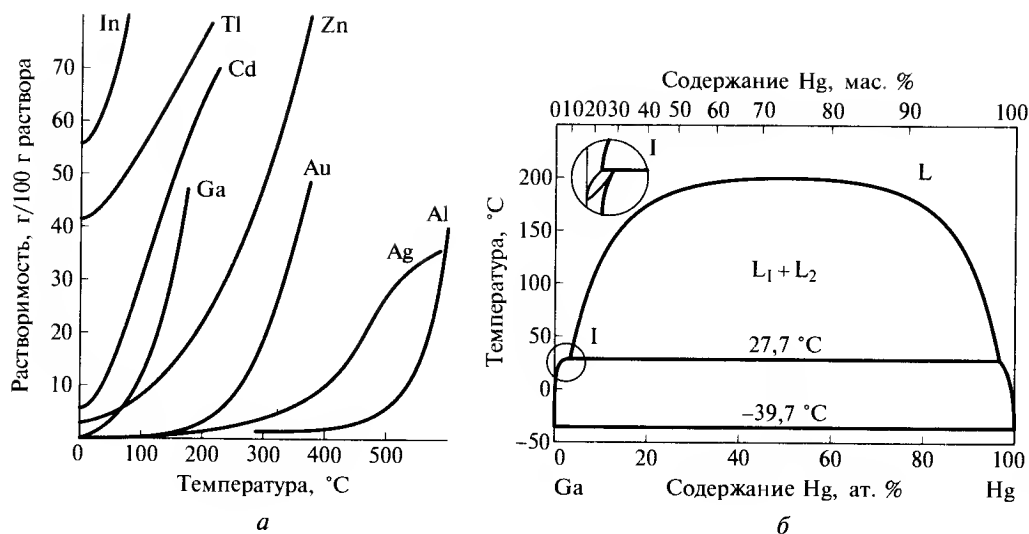 Растворимость, г/100 г раствора
70
60
50
40
30
20
10
In
Tl
Zn
Cd
Ga
Au
Ag
Al
0 100 200 300 400 500
Температура, °C
а
Содержание Hg, мас. %
0 10 20 30 40 50 60 70 80 90 100
Температура, °C
200
150
100
50
0
-50
I
L
L₁ + L₂
I
27,7 °C
–39,7 °C
0 20 40 60 80 100
Ga Содержание Hg, ат. % Hg
б